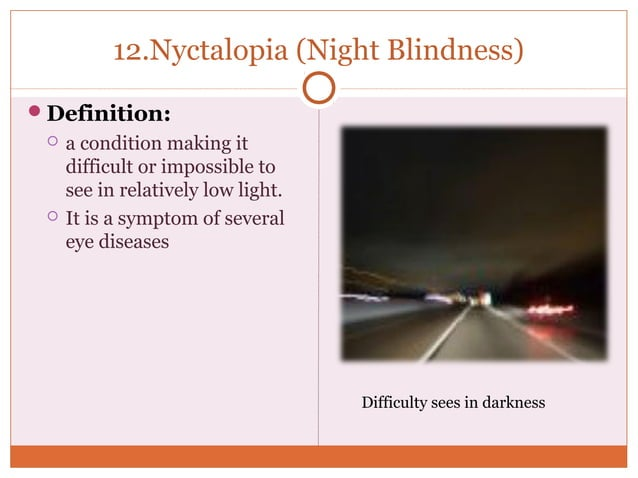 12.Nyctalopia (Night Blindness)
Definition:
a condition making it
difficult or impossible to
see in relatively low light.
It is a symptom of several
eye diseases
Difficulty sees in darkness